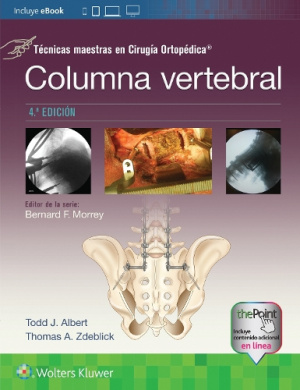 Incluye eBook
Técnicas maestras en Cirugía Ortopédica®
Columna vertebral
4.ª EDICIÓN
Editor de la serie:
Bernard F. Morrey
Todd J. Albert
Thomas A. Zdeblick
thePoint
Incluye
contenido adicional
en línea
Wolters Kluwer